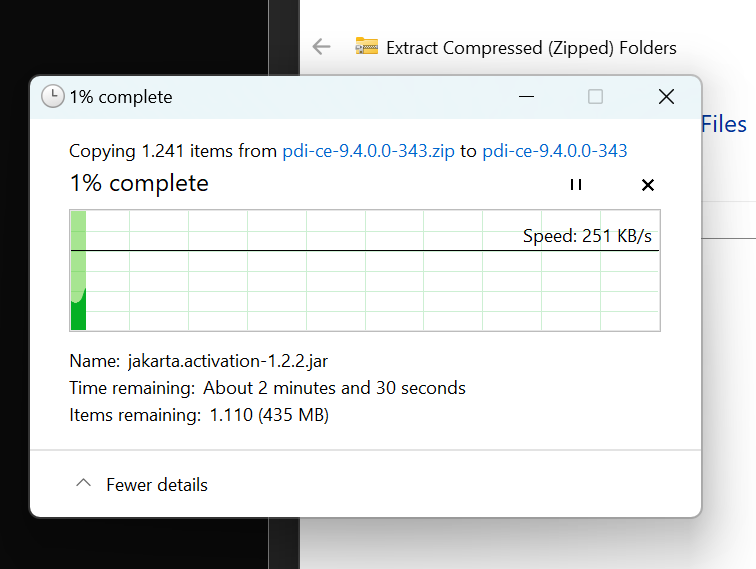 Extract Compressed (Zipped) Folders
1% complete
Files
Copying 1.241 items from pdi-ce-9.4.0.0-343.zip to pdi-ce-9.4.0.0-343
1% complete
Speed: 251 KB/s
Name: jakarta.activation-1.2.2.jar
Time remaining: About 2 minutes and 30 seconds
Items remaining: 1.110 (435 MB)
Fewer details